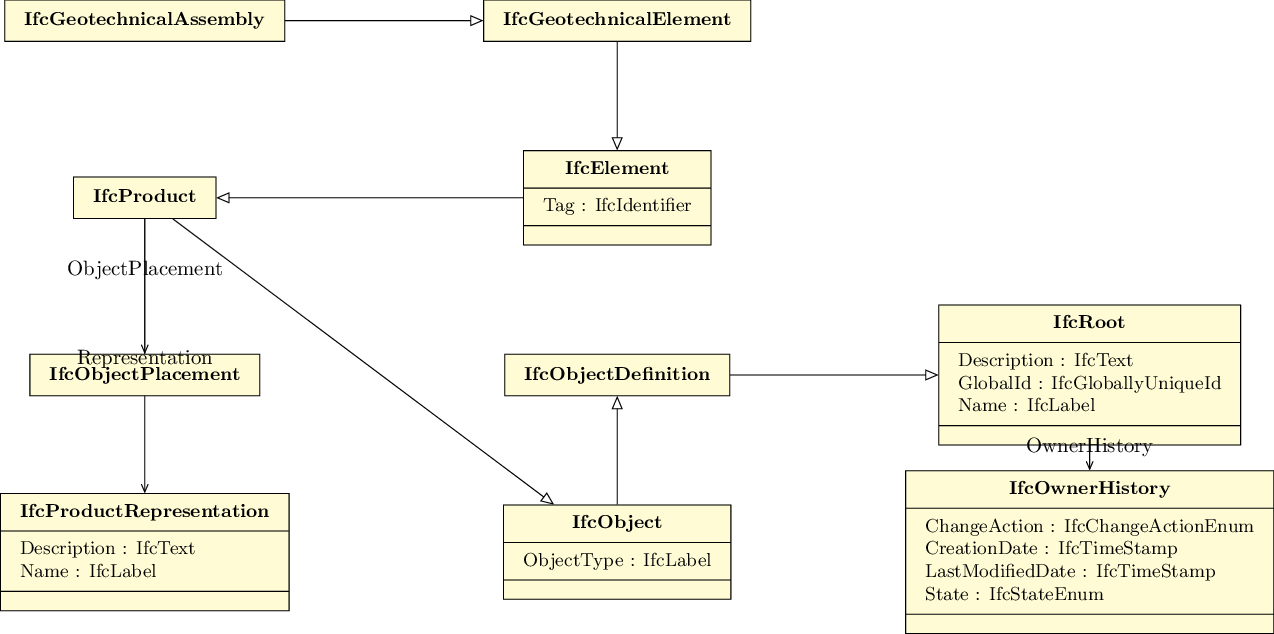 IfcGeotechnicalAssembly
IfcGeotechnicalElement
IfcElement
Tag : IfcIdentifier
IfcProduct
ObjectPlacement
Representation
IfcObjectPlacement
IfcObjectDefinition
IfcRoot
Description : IfcText
GlobalId : IfcGloballyUniqueId
Name : IfcLabel
OwnerHistory
IfcOwnerHistory
ChangeAction : IfcChangeActionEnum
CreationDate : IfcTimeStamp
LastModifiedDate : IfcTimeStamp
State : IfcStateEnum
IfcProductRepresentation
Description : IfcText
Name : IfcLabel
IfcObject
ObjectType : IfcLabel